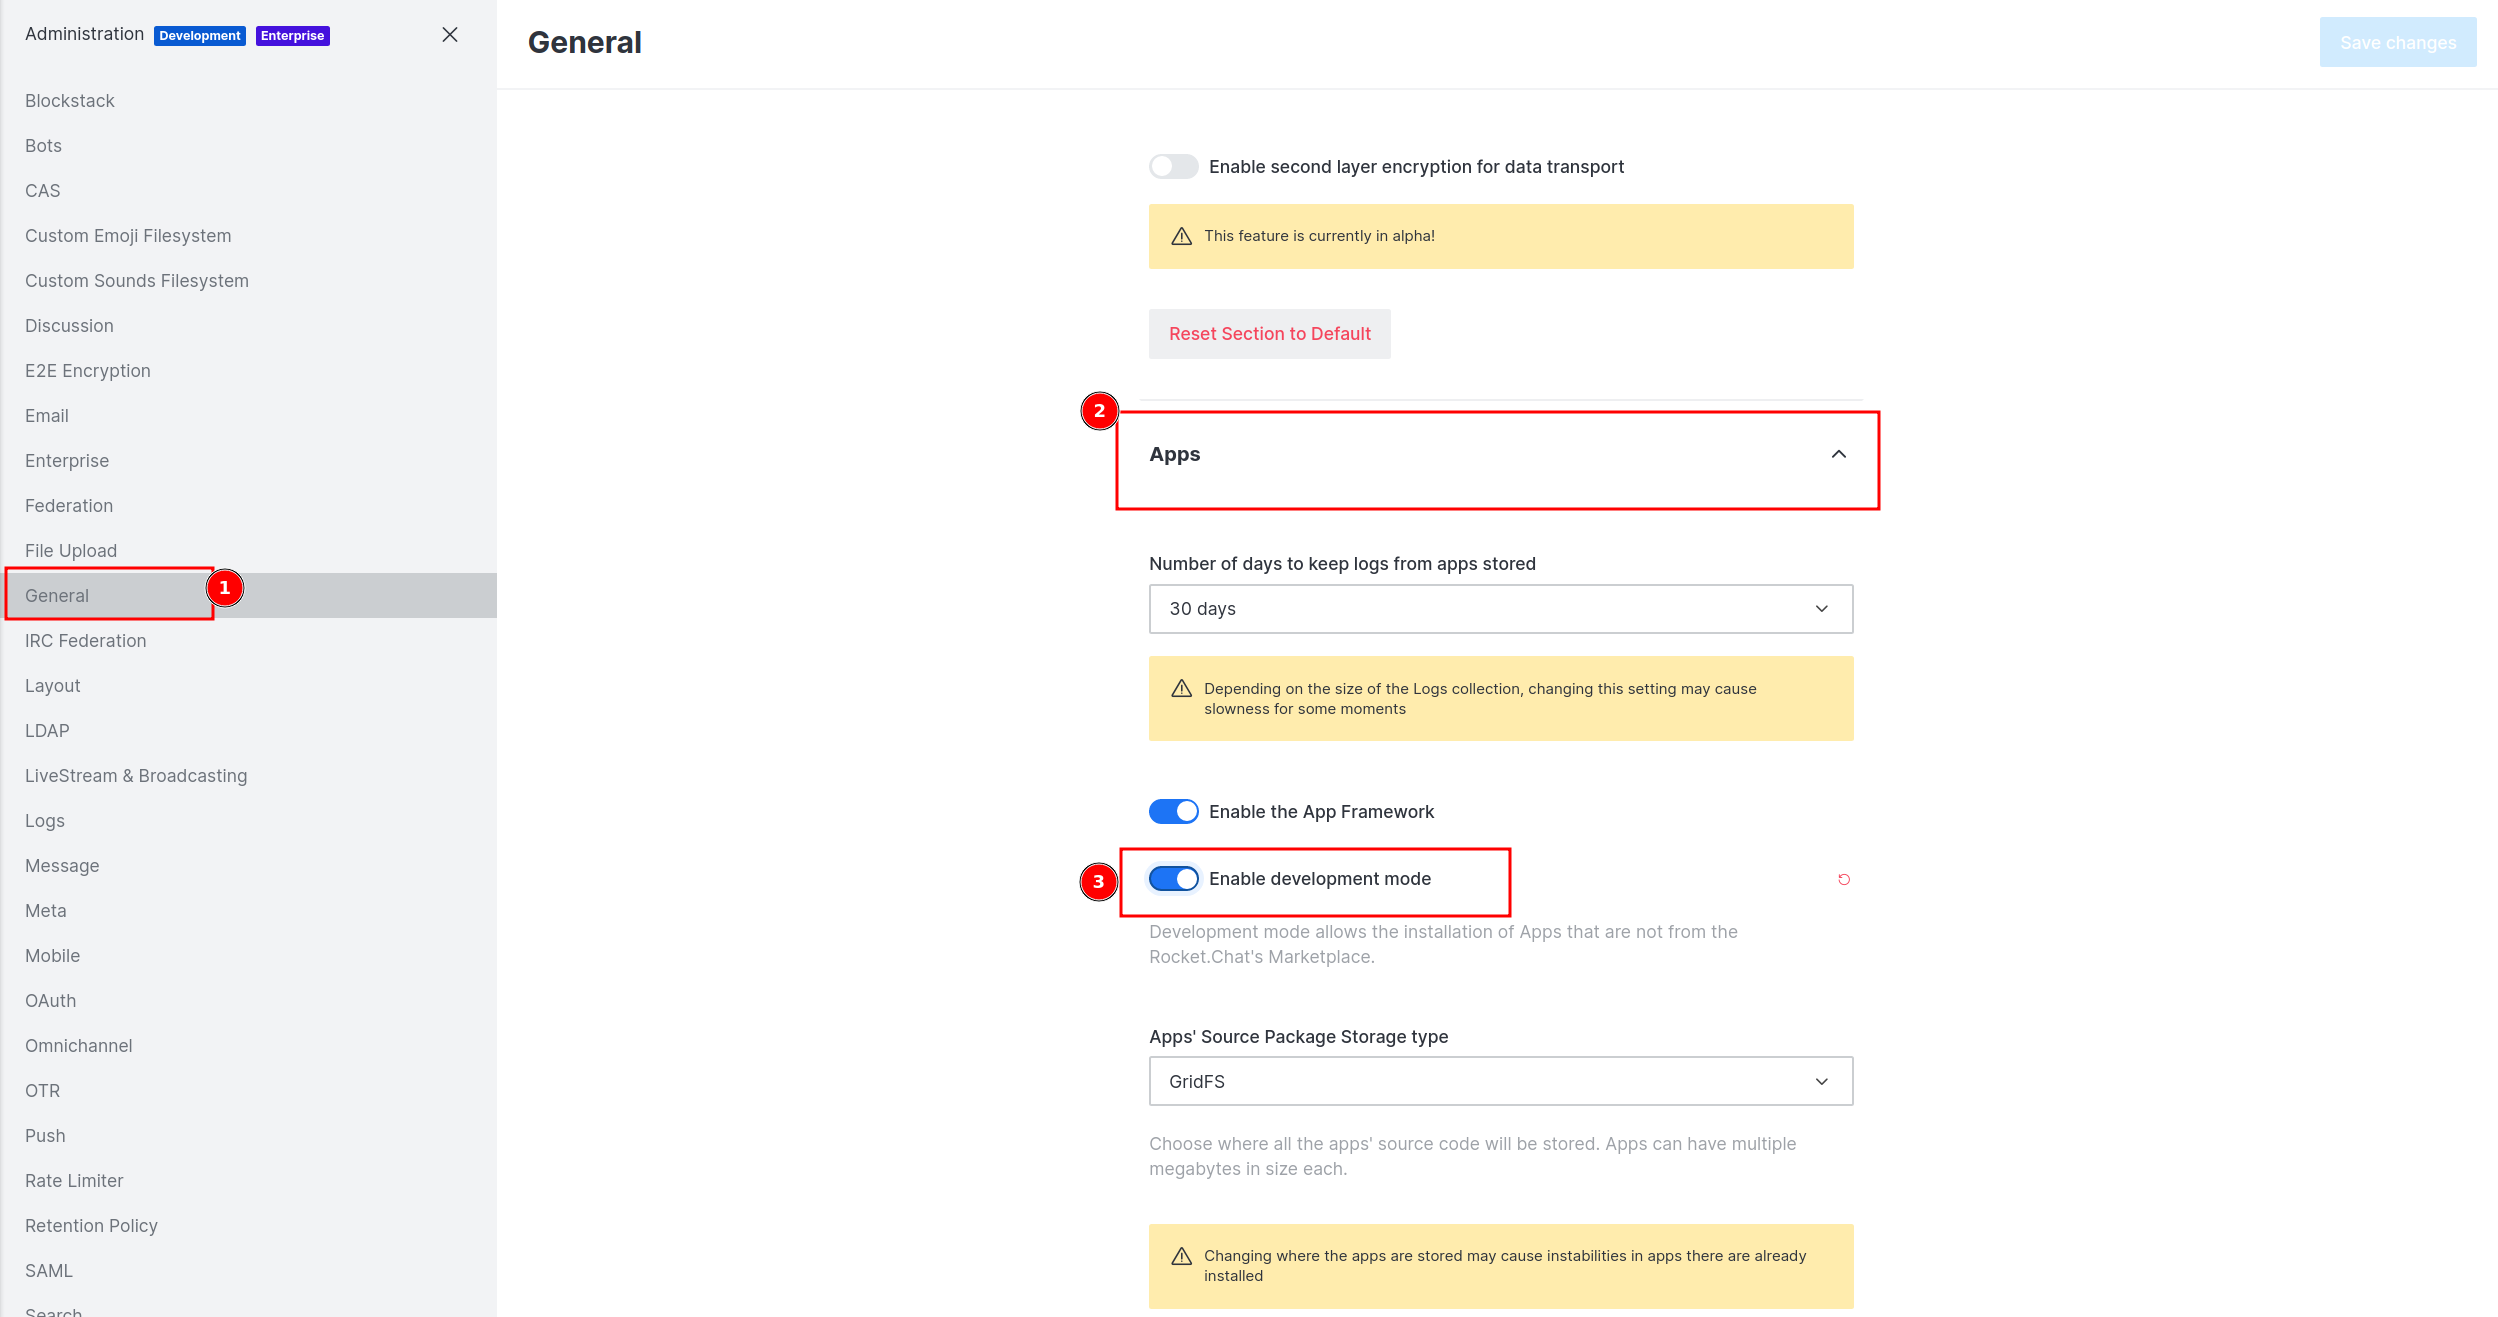 Administration Development Enterprise
Blockstack
Bots
CAS
Custom Emoji Filesystem
Custom Sounds Filesystem
Discussion
E2E Encryption
Email
Enterprise
Federation
File Upload
General
1
IRC Federation
Layout
LDAP
LiveStream & Broadcasting
Logs
Message
Meta
Mobile
OAuth
Omnichannel
OTR
Push
Rate Limiter
Retention Policy
SAML
Search
General
Save changes
Enable second layer encryption for data transport
This feature is currently in alpha!
Reset Section to Default
2
Apps
Number of days to keep logs from apps stored
30 days
Depending on the size of the Logs collection, changing this setting may cause
slowness for some moments
Enable the App Framework
3
Enable development mode
Development mode allows the installation of Apps that are not from the
Rocket.Chat's Marketplace.
Apps' Source Package Storage type
GridFS
Choose where all the apps' source code will be stored. Apps can have multiple
megabytes in size each.
Changing where the apps are stored may cause instabilities in apps there are already
installed